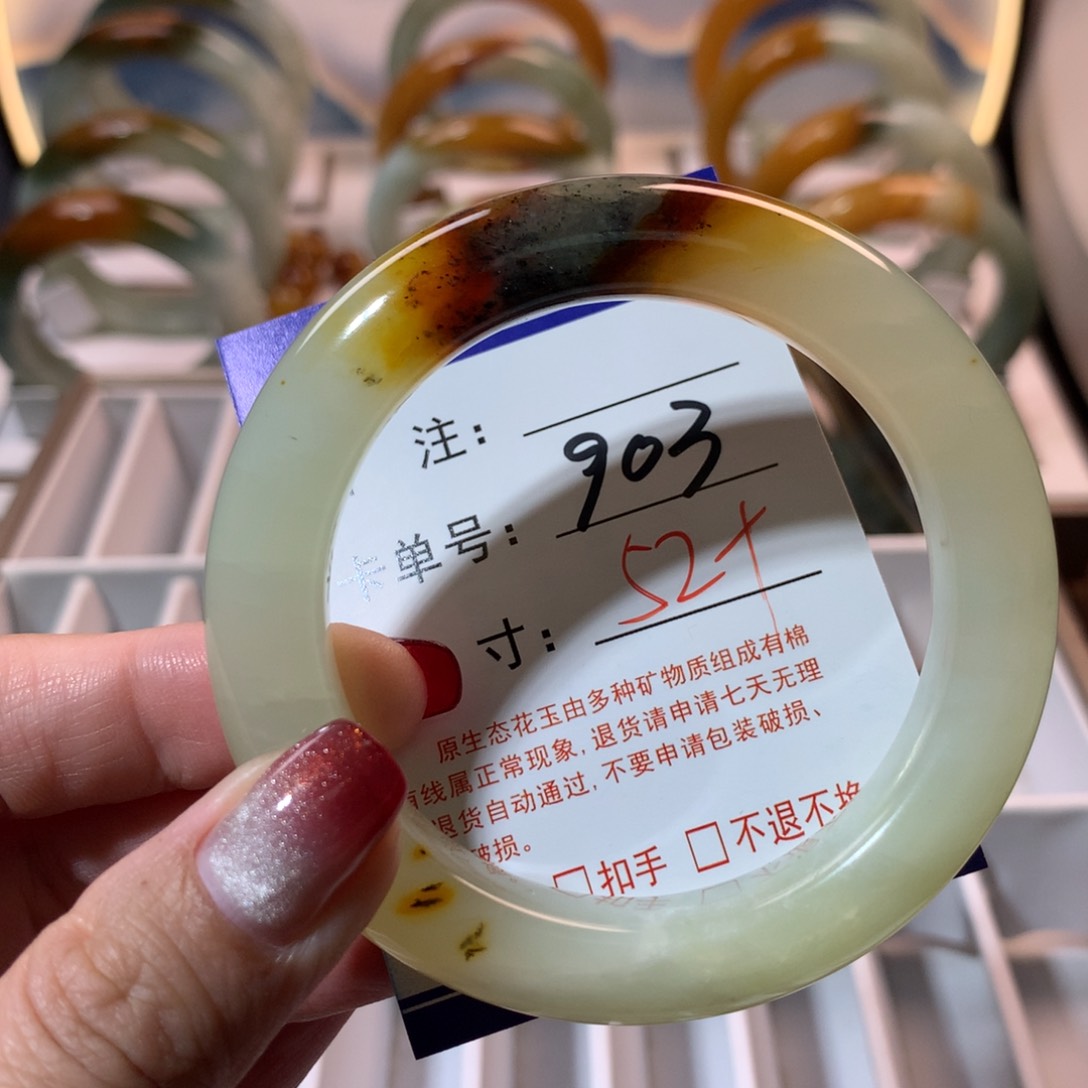 注：
903
卡单号：
52+
寸：
原生态花玉由多种矿物质组成有棉
有线属正常现象，退货请申请七天无理
退货自动通过，不要申请包装破损、
破损。
□扣手 □不退不换